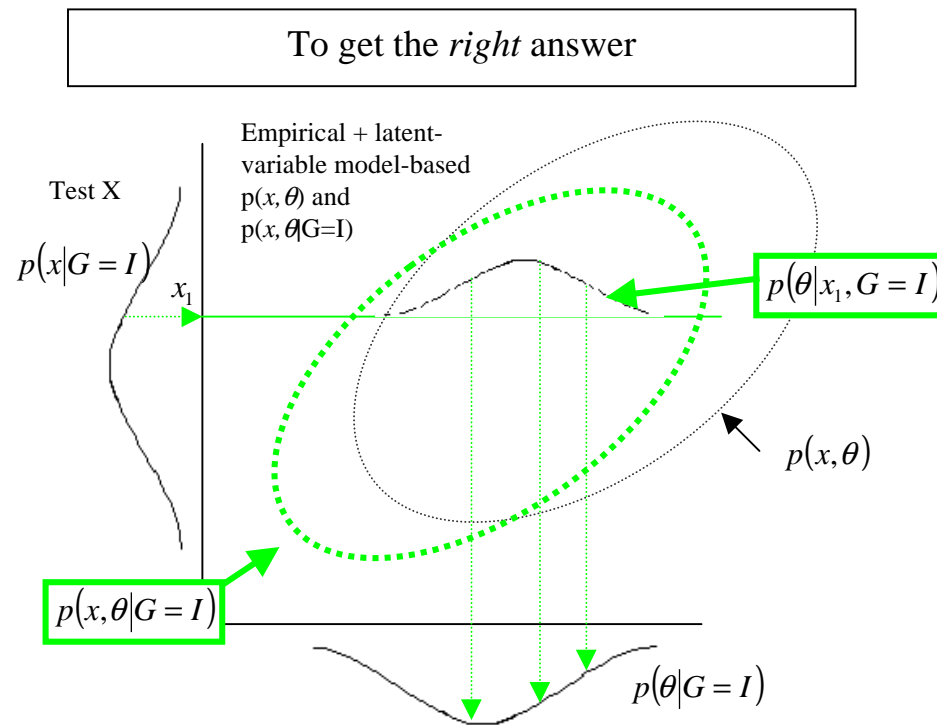 To get the right answer
Empirical + latent-
variable model-based
p(x, θ) and
p(x, θ|G=I)
Test X
p(x|G = I)
x₁
p(θ|x₁, G = I)
p(x, θ)
p(x, θ|G = I)
p(θ|G = I)